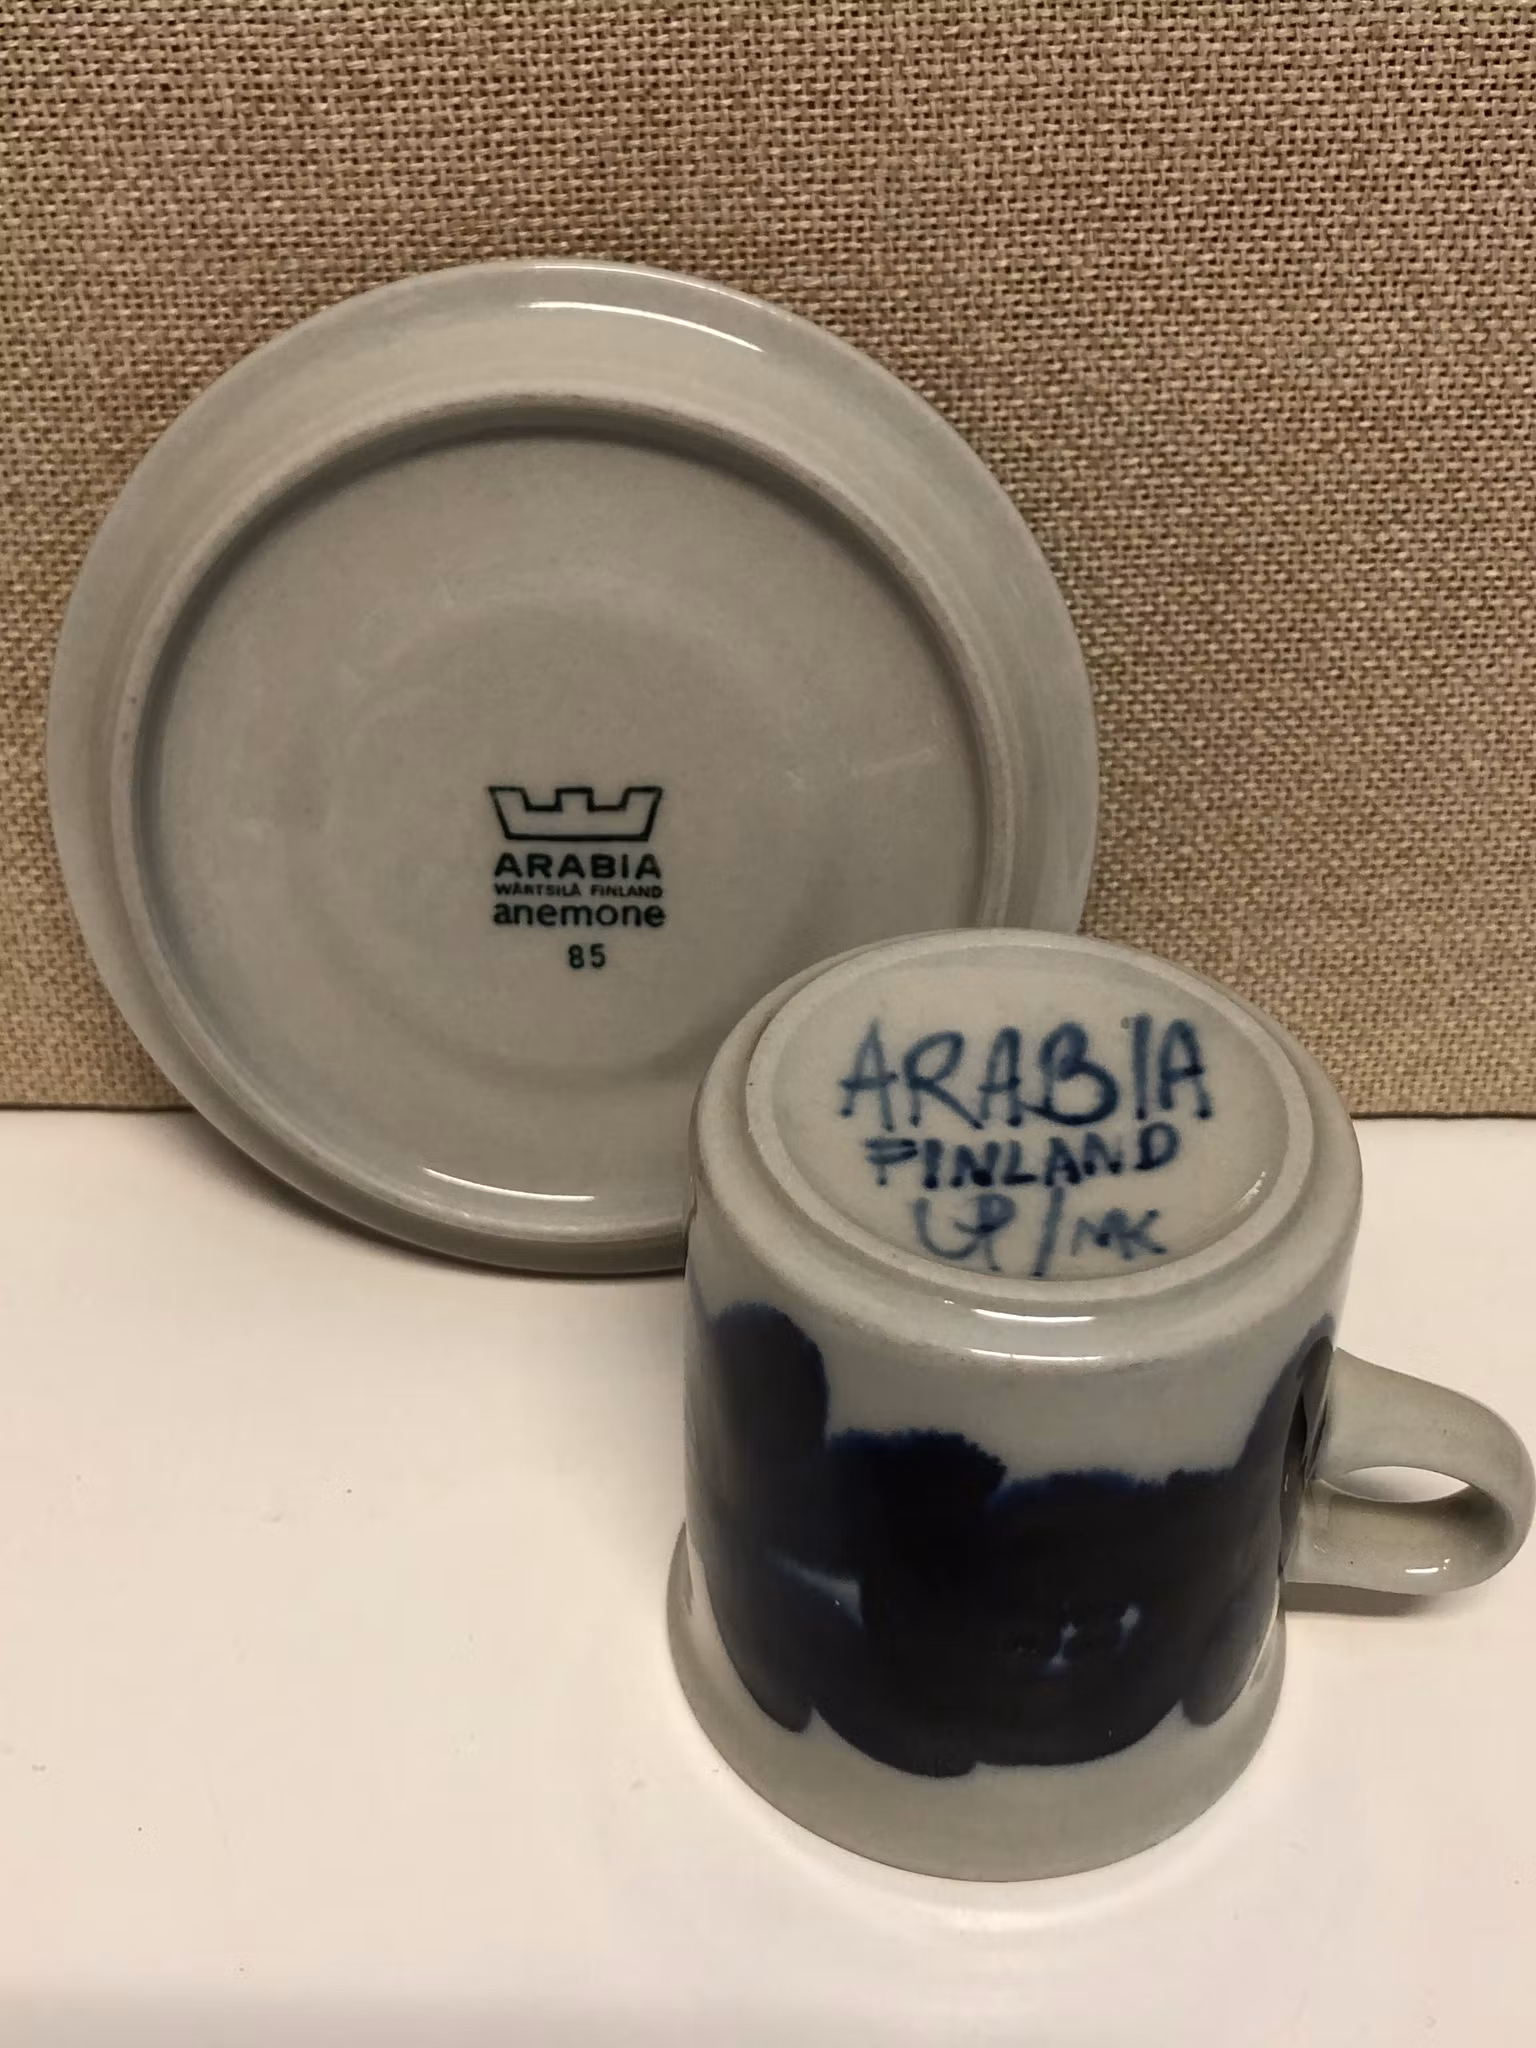 ARABIA
WÄRTSILÄ FINLAND
anemone
85
ARABIA
FINLAND
UP/MK